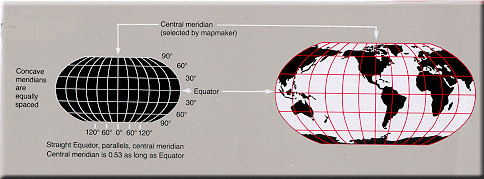 Central meridian
(selected by mapmaker)
90°
60°
30°
Concave
meridians
are
equally
spaced
Equator
30°
60°
90°
120° 60° 0° 60° 120°
Straight Equator, parallels, central meridian
Central meridian is 0.53 as long as Equator